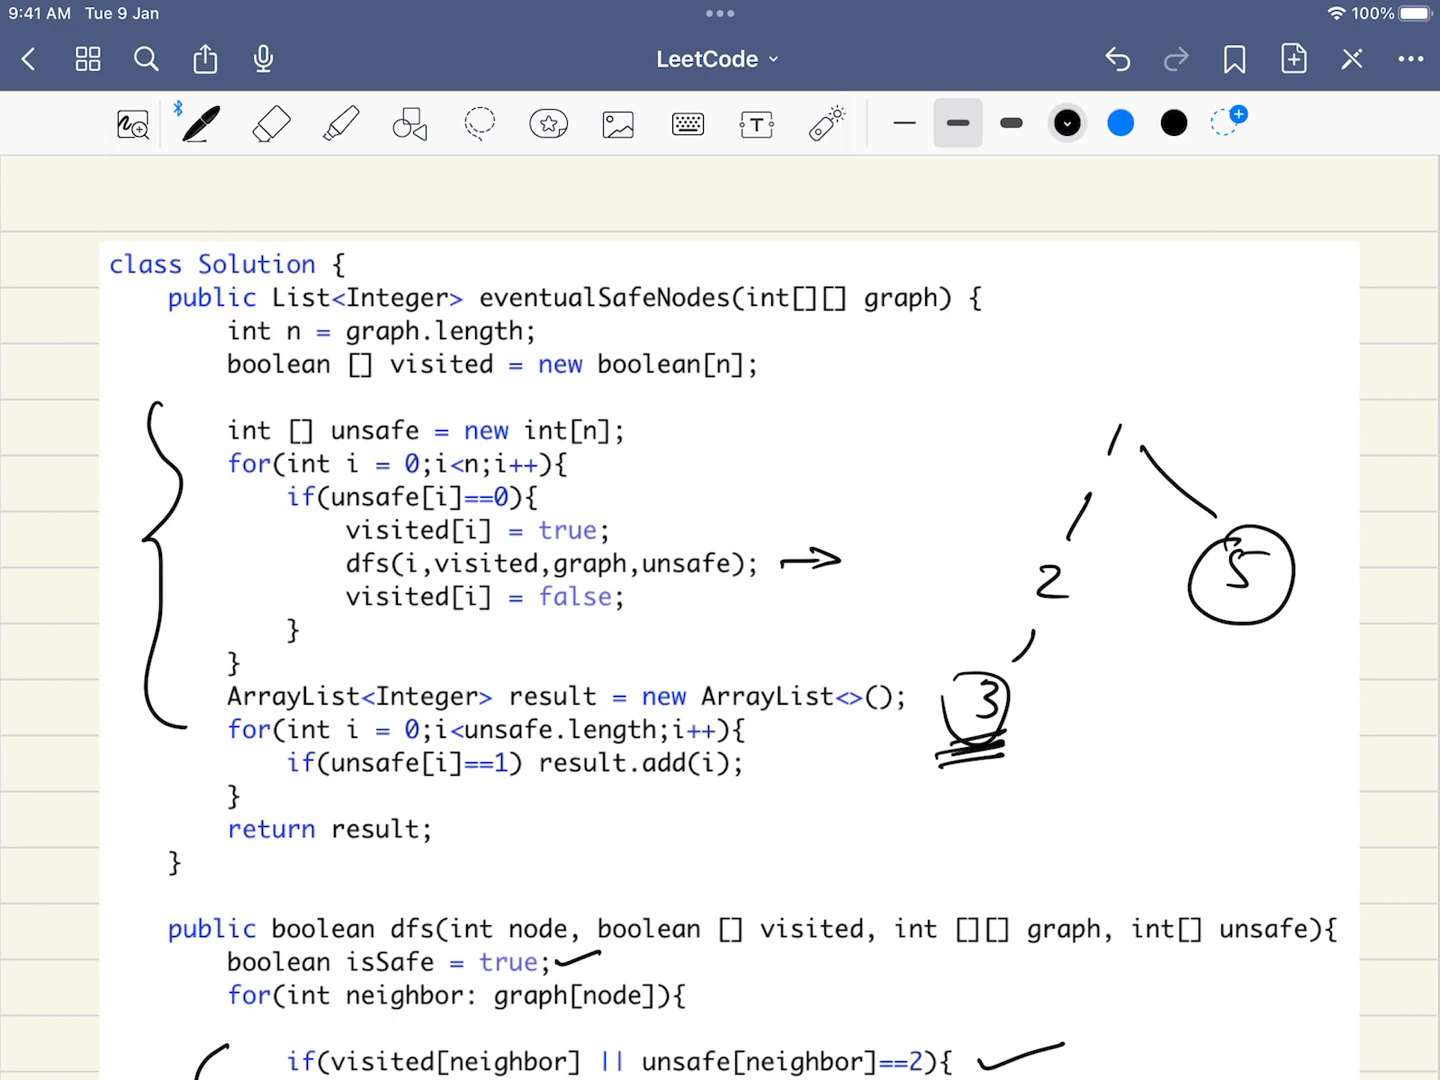 9:41 AM Tue 9 Jan
100%
LeetCode
T
class Solution {
public List<Integer> eventualSafeNodes(int[][] graph) {
int n = graph.length;
boolean [] visited = new boolean[n];
int [] unsafe = new int[n];
for(int i = 0;i<n;i++){
if(unsafe[i]==0){
visited[i] = true;
dfs(i,visited,graph,unsafe);
visited[i] = false;
}
}
ArrayList<Integer> result = new ArrayList<>();
for(int i = 0;i<unsafe.length;i++){
if(unsafe[i]==1) result.add(i);
}
return result;
}
public boolean dfs(int node, boolean [] visited, int [][] graph, int[] unsafe){
boolean isSafe = true;
for(int neighbor: graph[node]){
if(visited[neighbor] || unsafe[neighbor]==2){
1
2
5
3